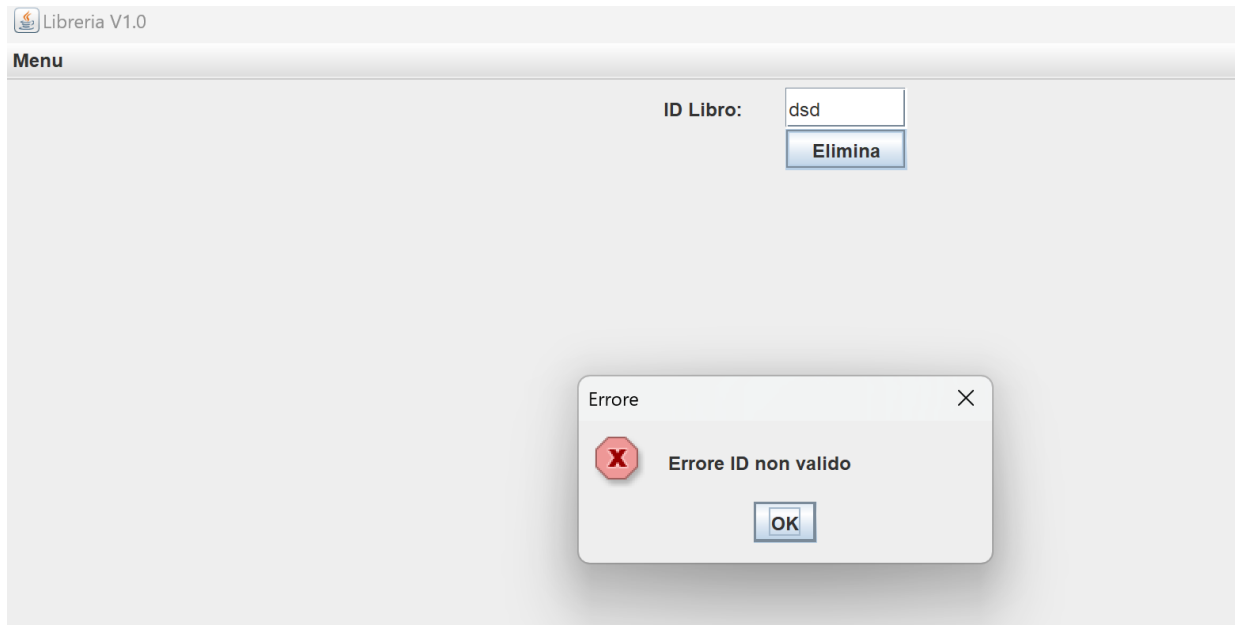 Libreria V1.0
Menu
ID Libro: dsd
Elimina
Errore
X
Errore ID non valido
OK